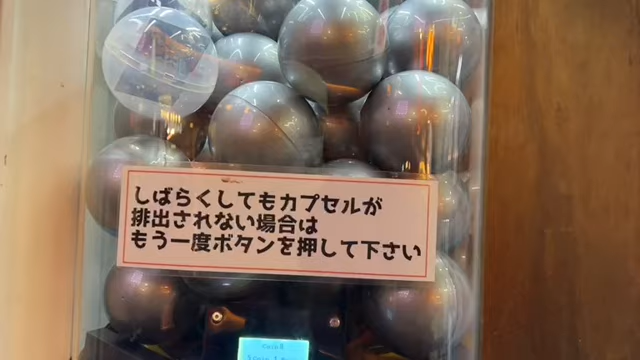 しばらくしてもカプセルが
排出されない場合は
もう一度ボタンを押して下さい